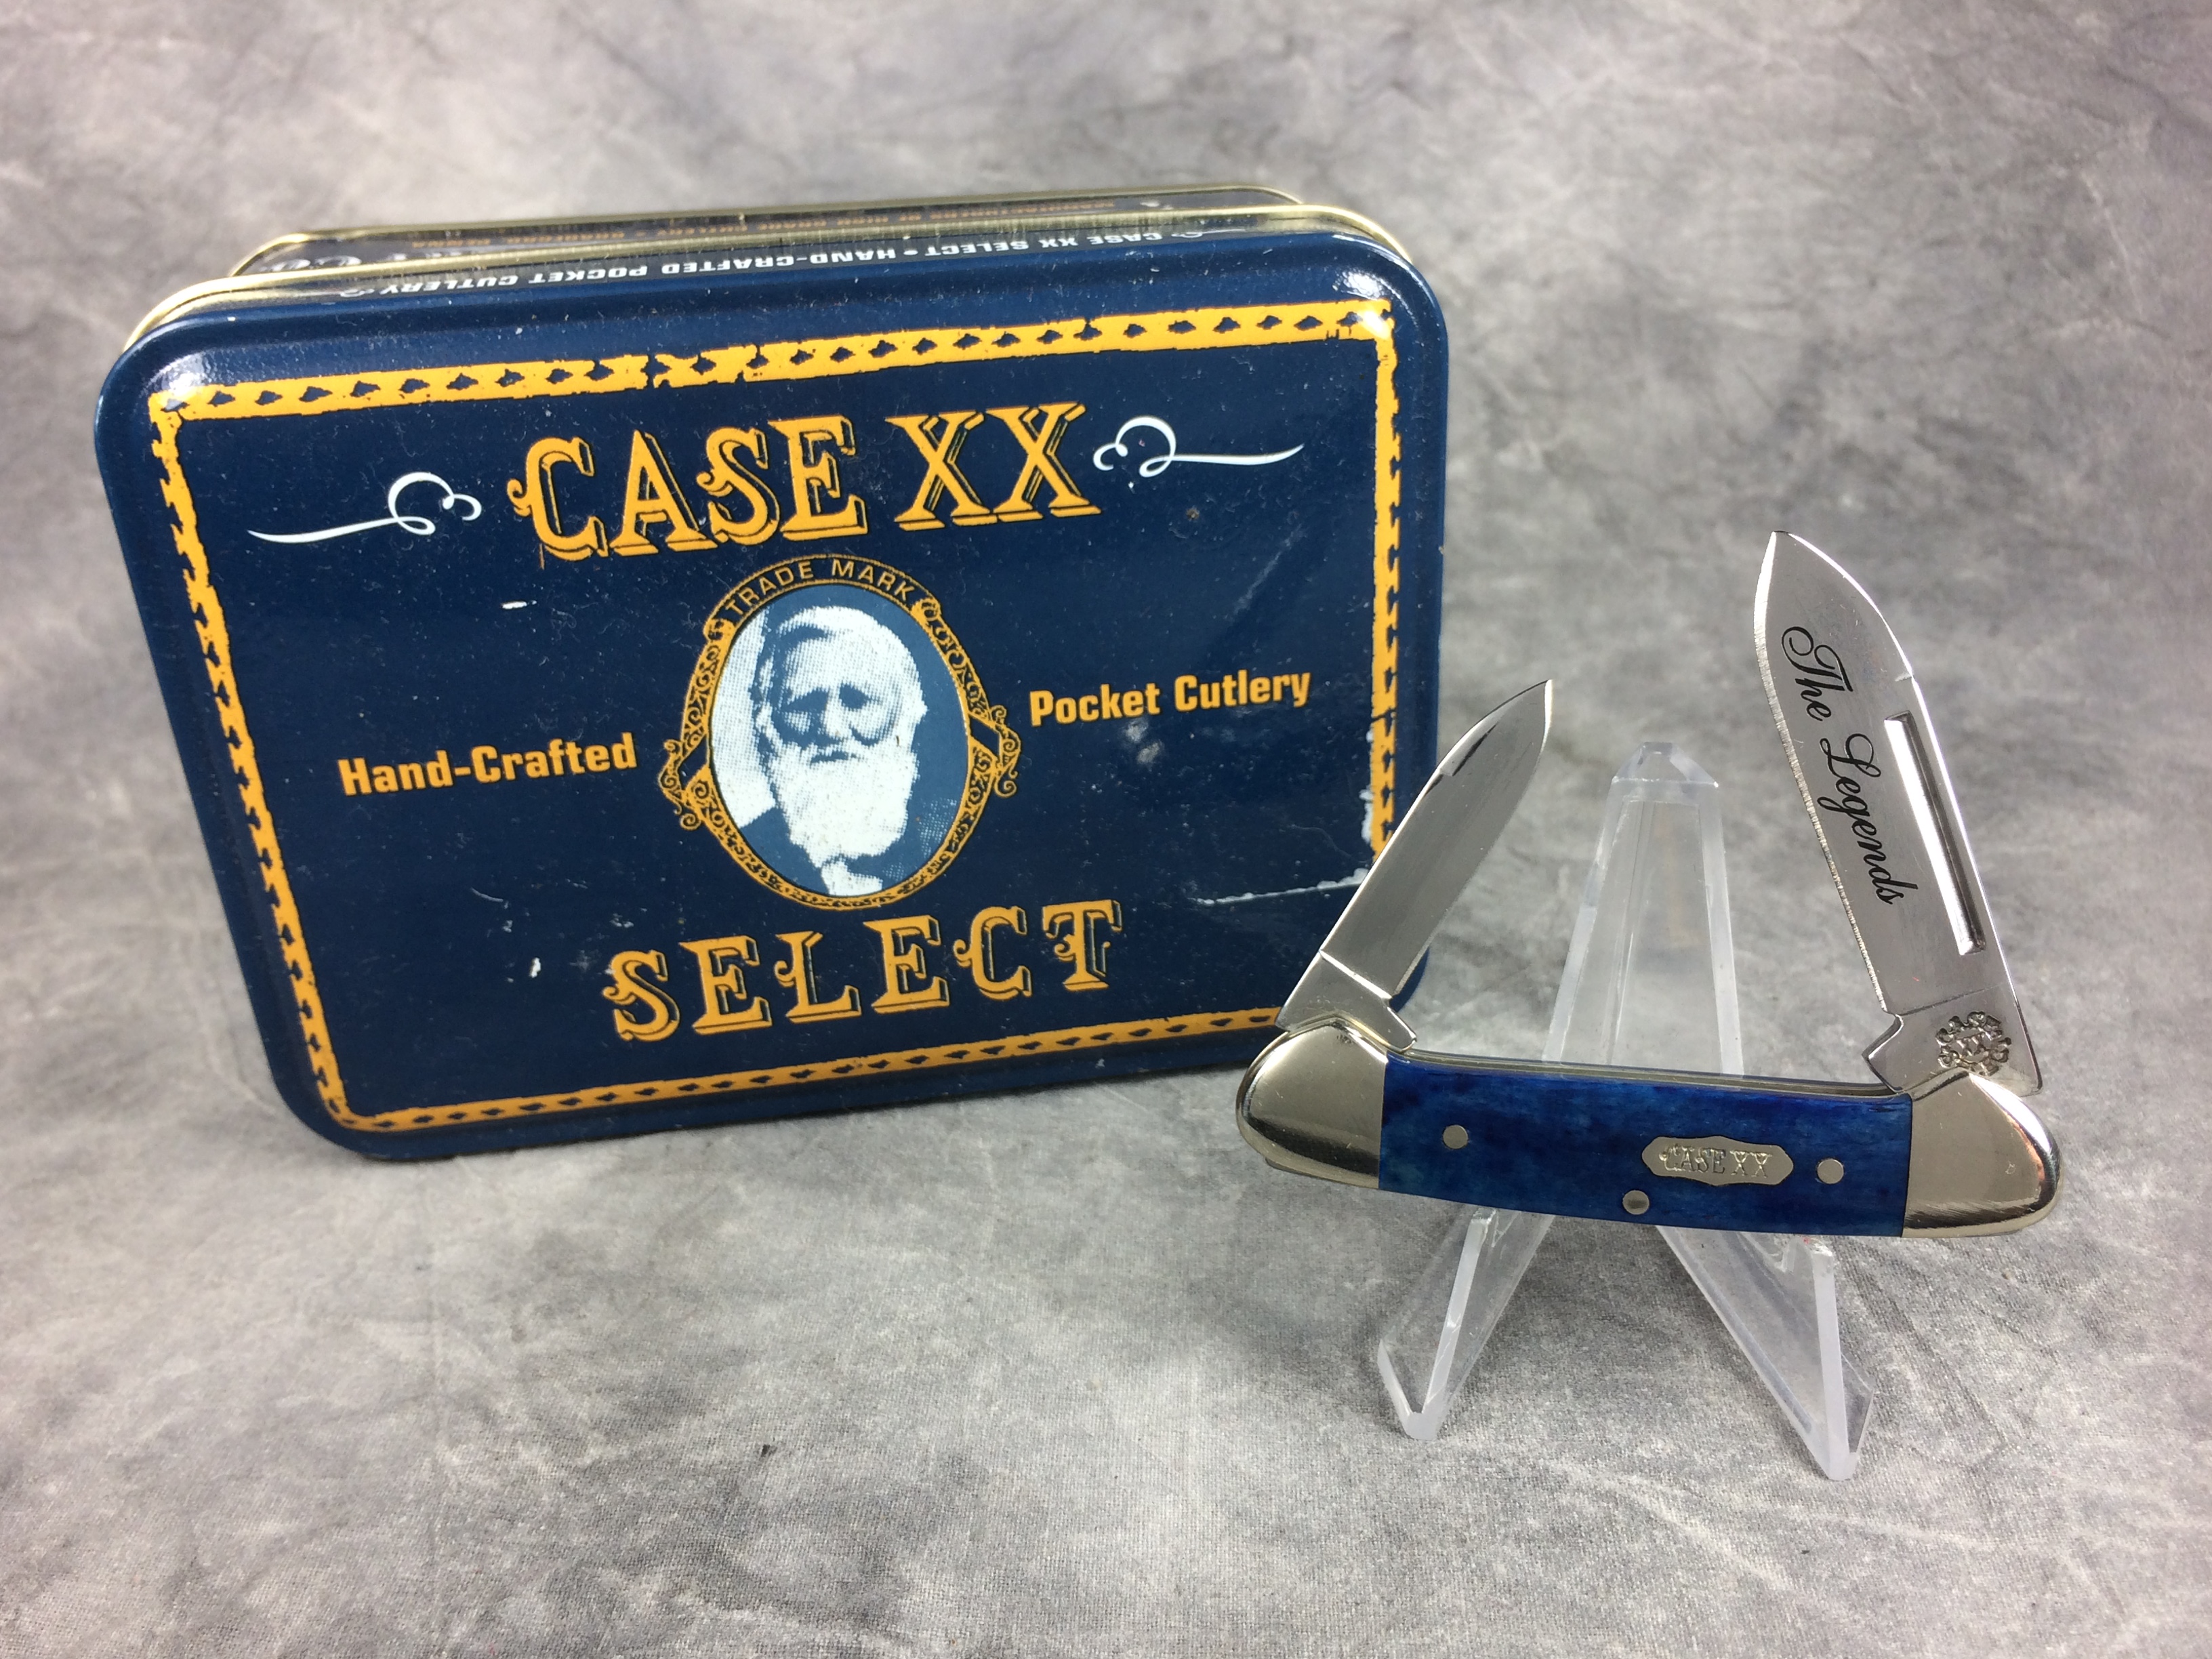 CASE XX SELECT • HAND-CRAFTED POCKET CUTLERY
CASE XX
TRADE MARK
Hand-Crafted
Pocket Cutlery
SELECT
The Legends
CASE XX